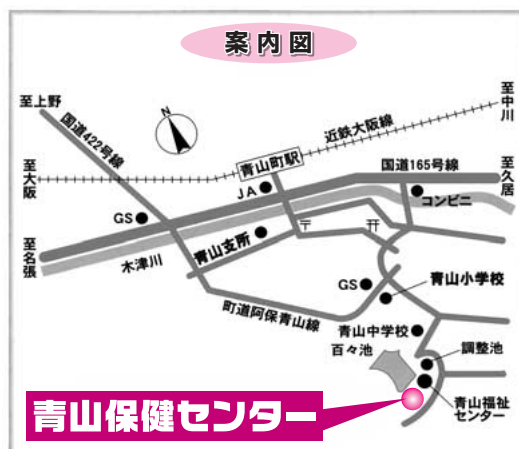 案内図
至上野
国道422号線
N
至中川
近鉄大阪線
至大阪
青山町駅
国道165号線
至久居
JA
コンビニ
GS
〒
至名張
木津川
青山支所
GS
青山小学校
町道阿保青山線
青山中学校
百々池
調整池
青山福祉
センター
青山保健センター